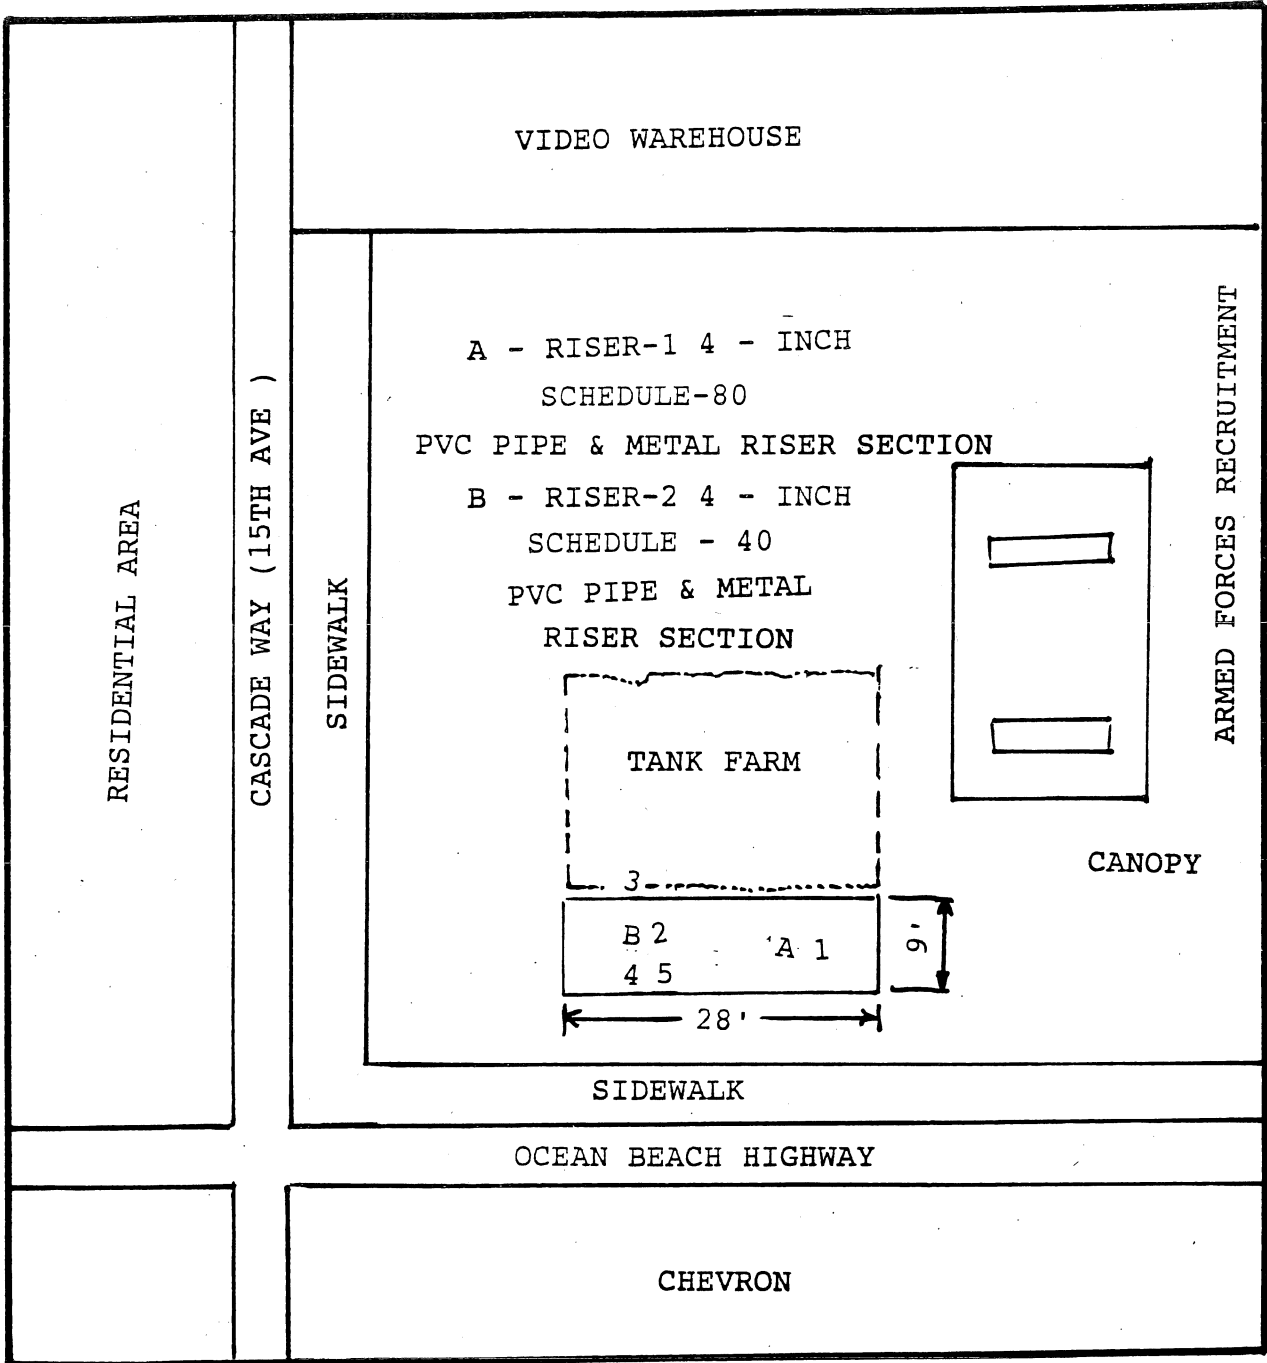 VIDEO WAREHOUSE
A - RISER-1 4 - INCH
SCHEDULE-80
PVC PIPE & METAL RISER SECTION
B - RISER-2 4 - INCH
SCHEDULE - 40
PVC PIPE & METAL
RISER SECTION
RESIDENTIAL AREA
CASCADE WAY (15TH AVE )
SIDEWALK
ARMED FORCES RECRUITMENT
TANK FARM
CANOPY
3
B 2
A 1
4 5
9'
28'
SIDEWALK
OCEAN BEACH HIGHWAY
CHEVRON